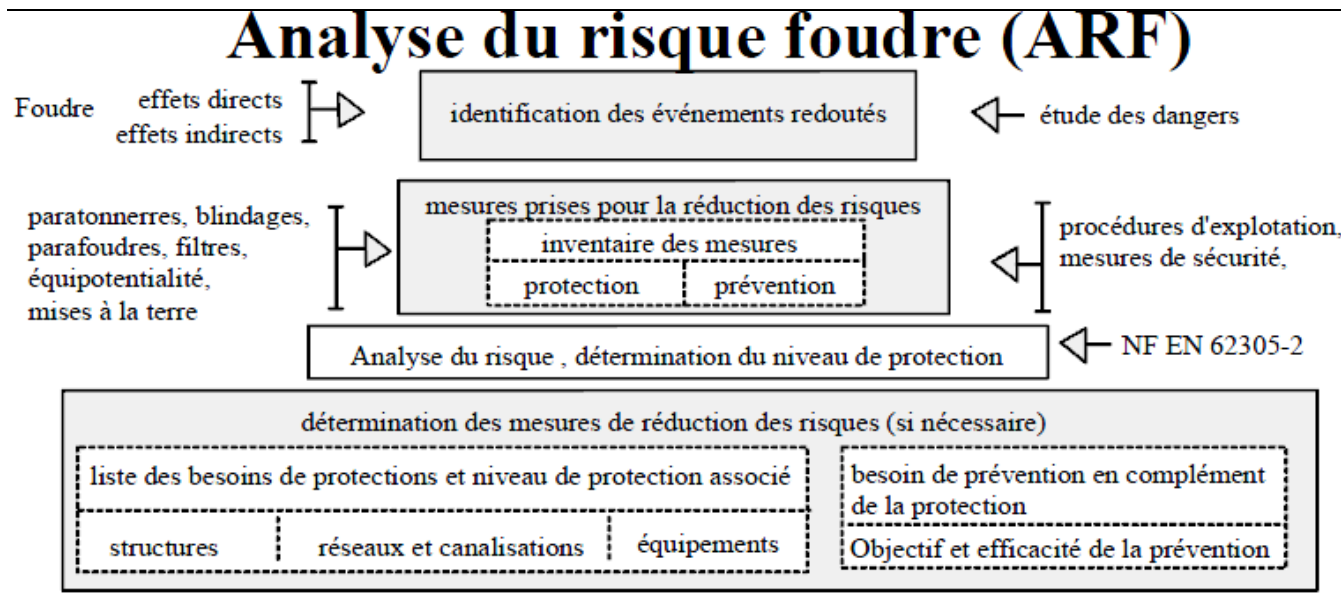 Analyse du risque foudre (ARF)
Foudre
effets directs
effets indirects
identification des événements redoutés
étude des dangers
paratonnerres, blindages,
parafoudres, filtres,
équipotentialité,
mises à la terre
mesures prises pour la réduction des risques
inventaire des mesures
protection
prévention
procédures d'explotation,
mesures de sécurité,
Analyse du risque , détermination du niveau de protection
NF EN 62305-2
détermination des mesures de réduction des risques (si nécessaire)
liste des besoins de protections et niveau de protection associé
structures
réseaux et canalisations
équipements
besoin de prévention en complément
de la protection
Objectif et efficacité de la prévention